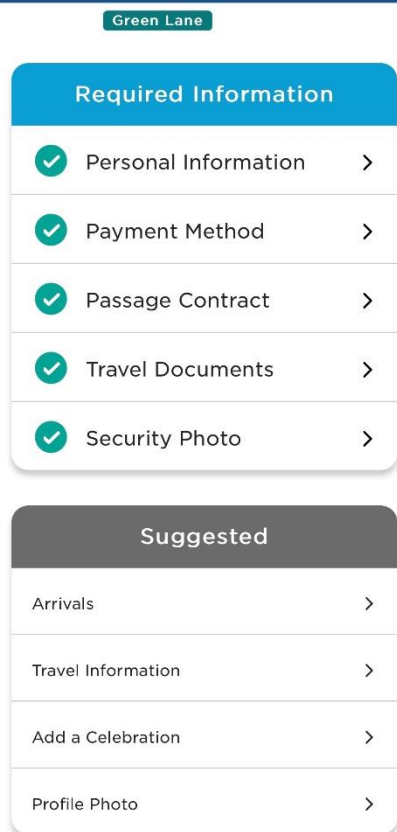 Green Lane
Required Information
Personal Information
Payment Method
Passage Contract
Travel Documents
Security Photo
Suggested
Arrivals
Travel Information
Add a Celebration
Profile Photo